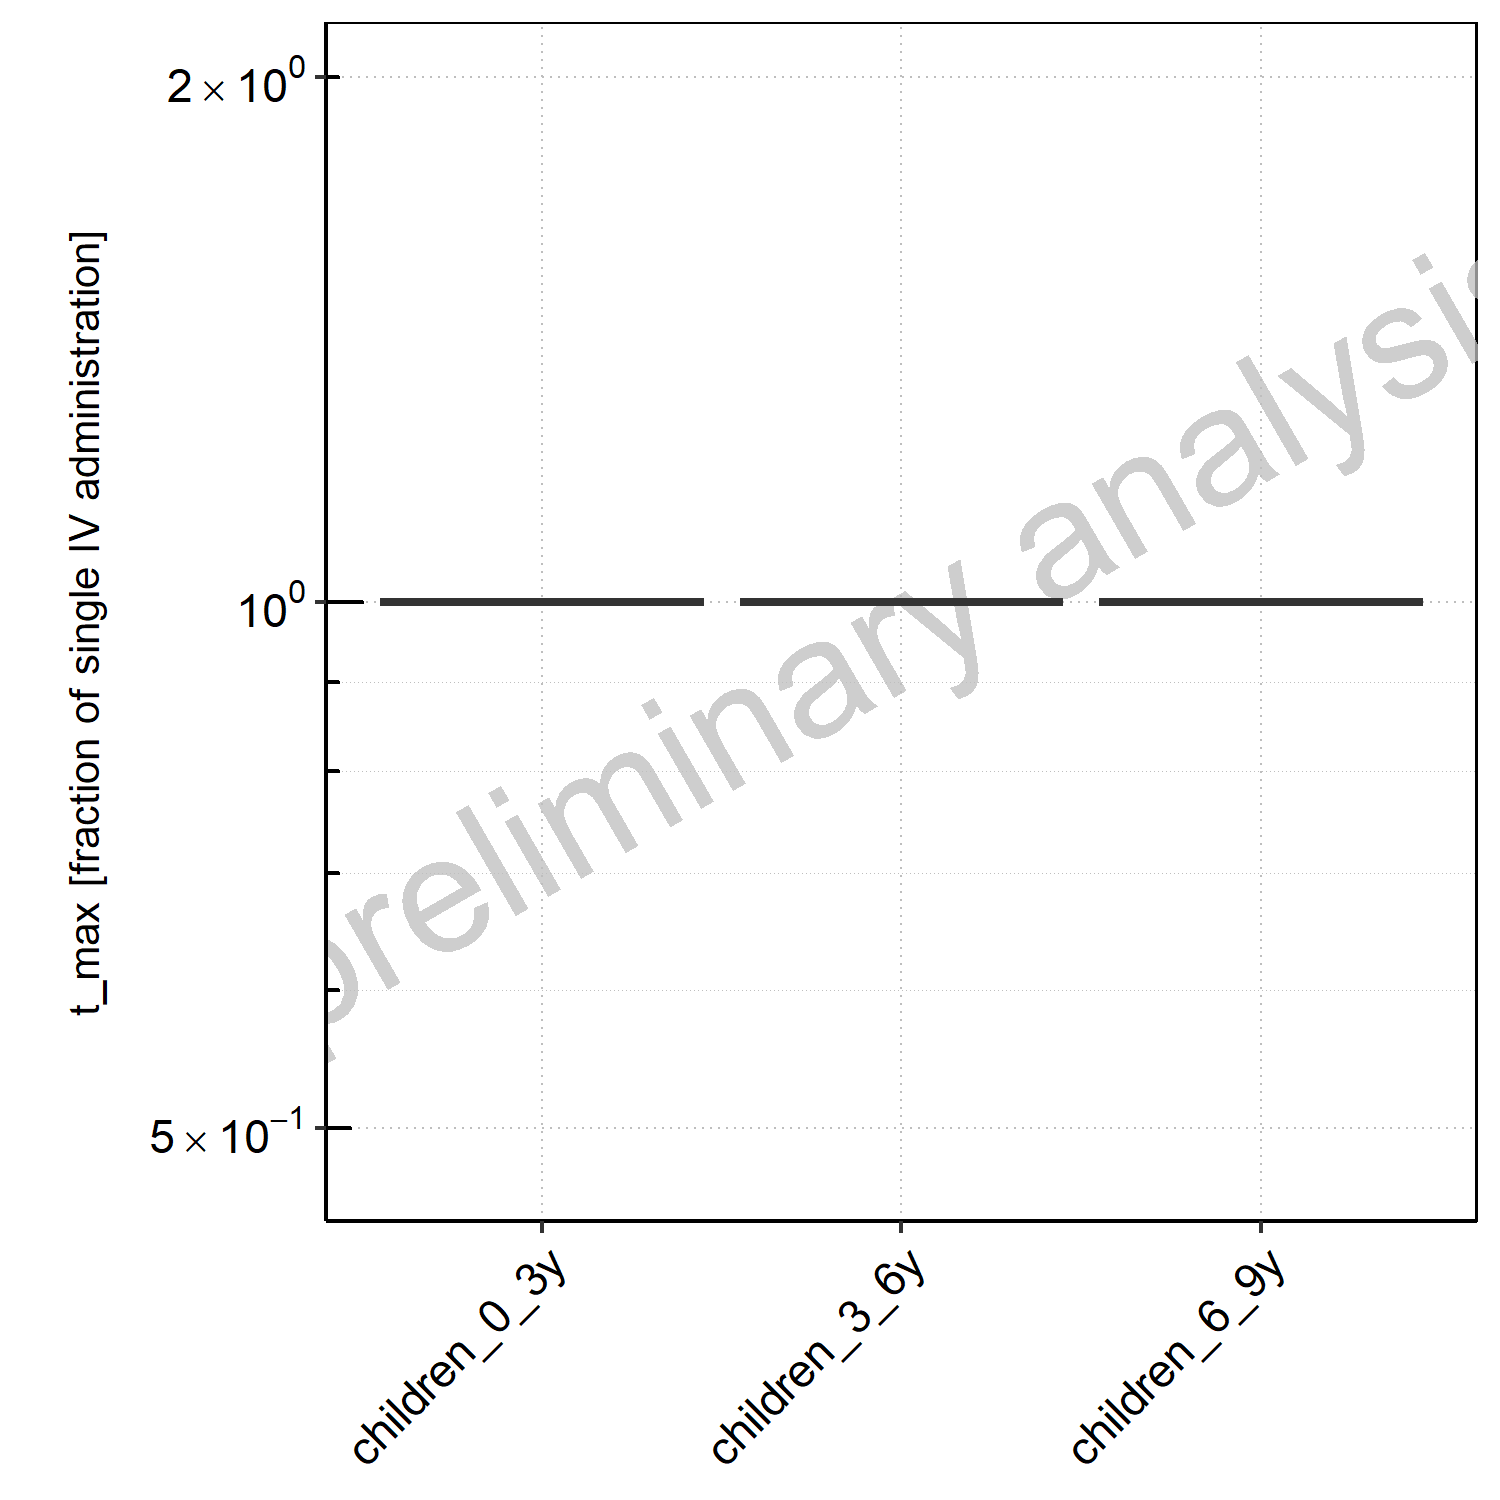 2 × 10⁰
10⁰
5 × 10⁻¹
t_max [fraction of single IV administration]
preliminary analysis
children_0_3y
children_3_6y
children_6_9y